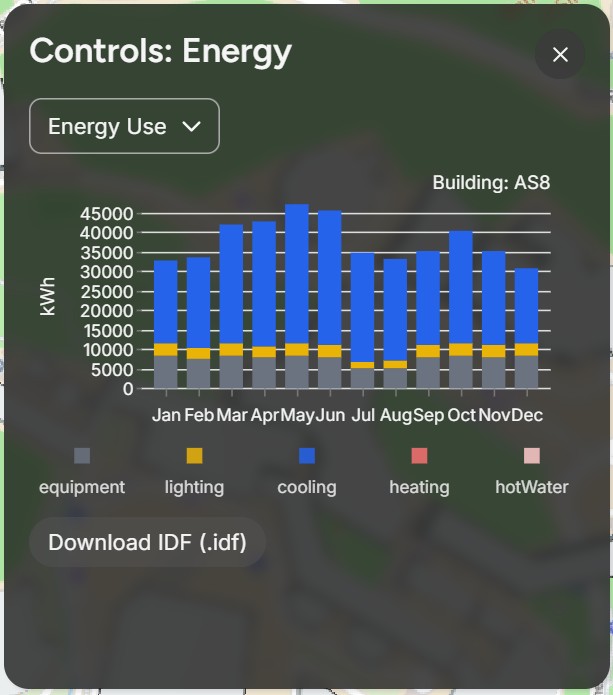 Controls: Energy
Energy Use
Building: AS8
kWh
45000
40000
35000
30000
25000
20000
15000
10000
5000
0
Jan Feb Mar Apr May Jun Jul Aug Sep Oct Nov Dec
equipment lighting cooling heating hotWater
Download IDF (.idf)